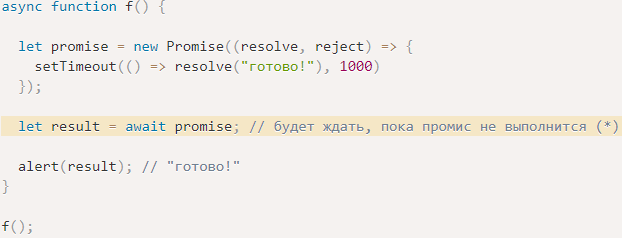 async function f() {
let promise = new Promise((resolve, reject) => {
setTimeout(() => resolve("готово!"), 1000)
});
let result = await promise; // будет ждать, пока промис не выполнится (*)
alert(result); // "готово!"
}
f();